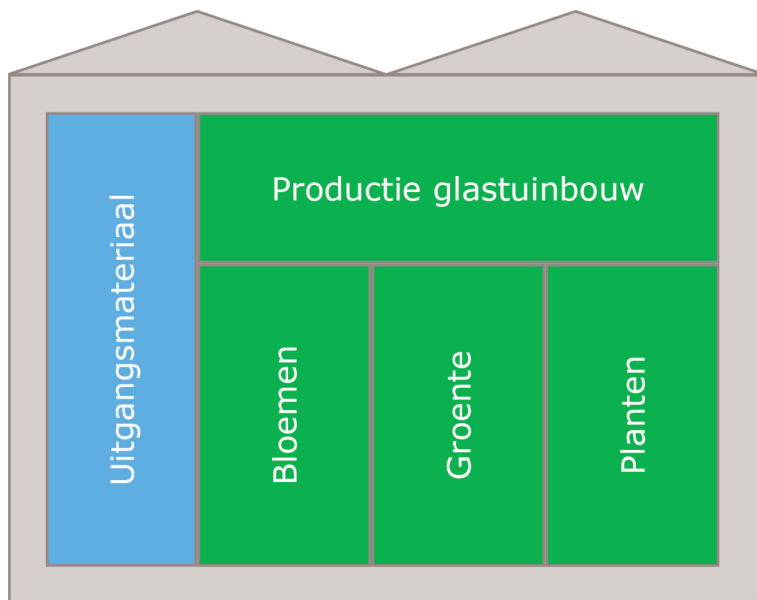 Uitgangsmateriaal
Productie glastuinbouw
Bloemen
Groente
Planten